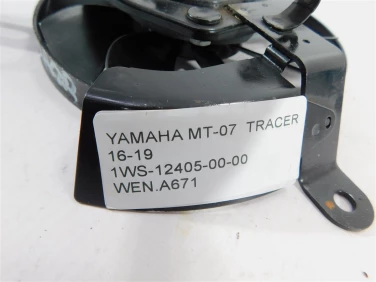 YAMAHA MT-07 TRACER
16-19
1WS-12405-00-00
WEN.A671